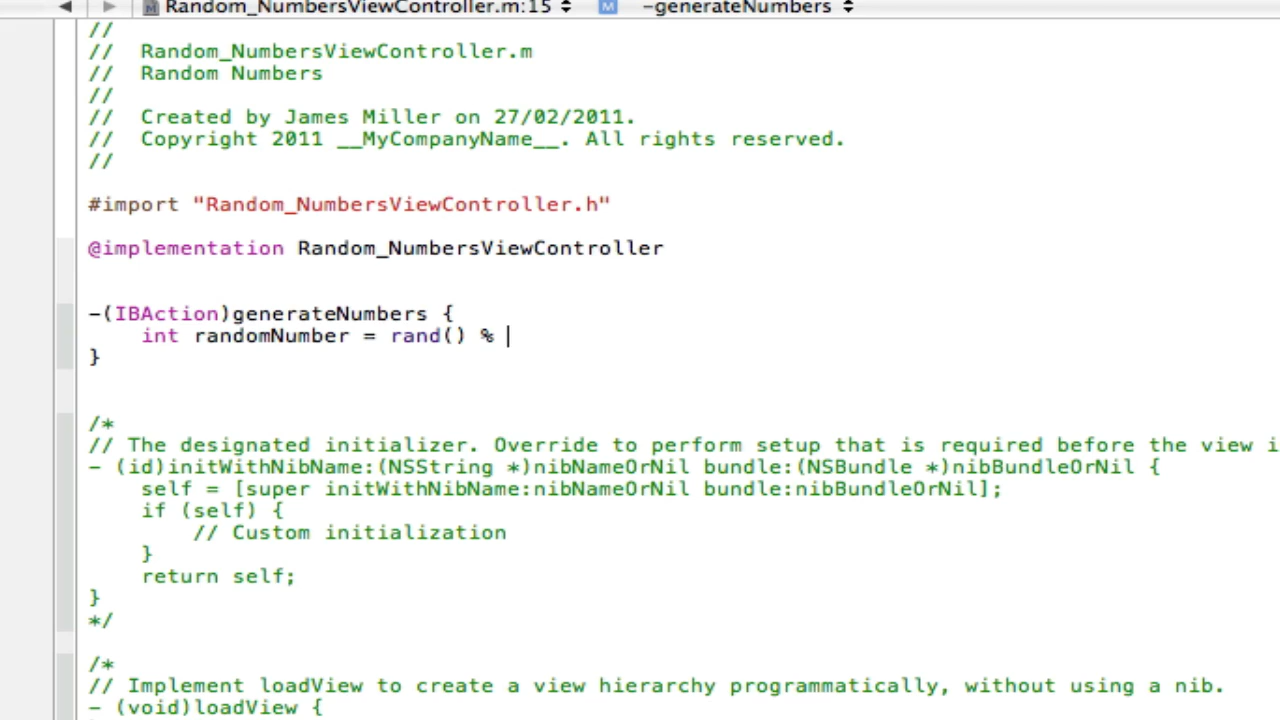 Random_NumbersViewController.m:15 -generateNumbers
//
// Random_NumbersViewController.m
// Random Numbers
//
// Created by James Miller on 27/02/2011.
// Copyright 2011 __MyCompanyName__. All rights reserved.
//
#import "Random_NumbersViewController.h"
@implementation Random_NumbersViewController
-(IBAction)generateNumbers {
int randomNumber = rand() %
}
/*
// The designated initializer. Override to perform setup that is required before the view i
- (id)initWithNibName:(NSString *)nibNameOrNil bundle:(NSBundle *)nibBundleOrNil {
self = [super initWithNibName:nibNameOrNil bundle:nibBundleOrNil];
if (self) {
// Custom initialization
}
return self;
}
*/
/*
// Implement loadView to create a view hierarchy programmatically, without using a nib.
- (void)loadView {